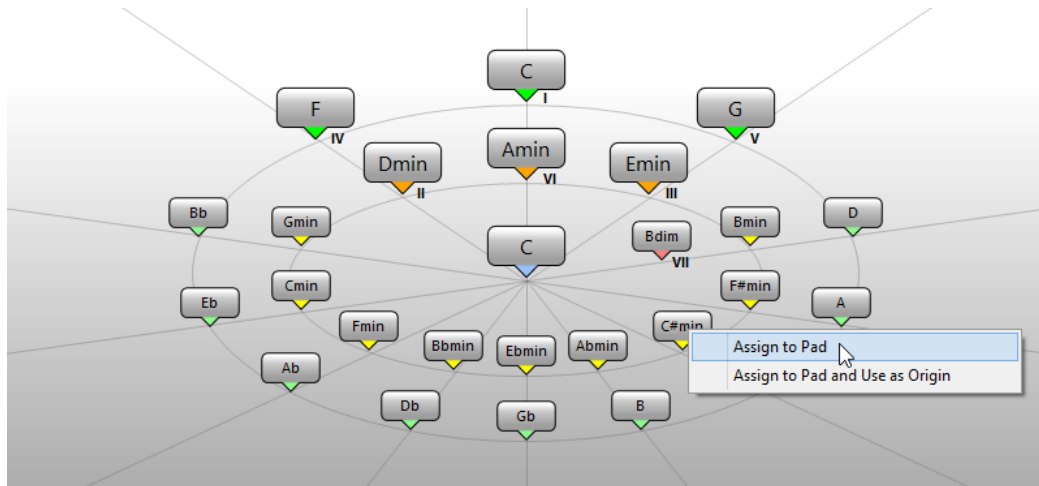 C
I
F
IV
G
V
Dmin
II
Amin
VI
Emin
III
Bb
Gmin
C
Bdim
VII
Bmin
D
Eb
Cmin
F#min
A
Fmin
Bbmin
Ebmin
Abmin
C#min
Assign to Pad
Assign to Pad and Use as Origin
Ab
Db
Gb
B